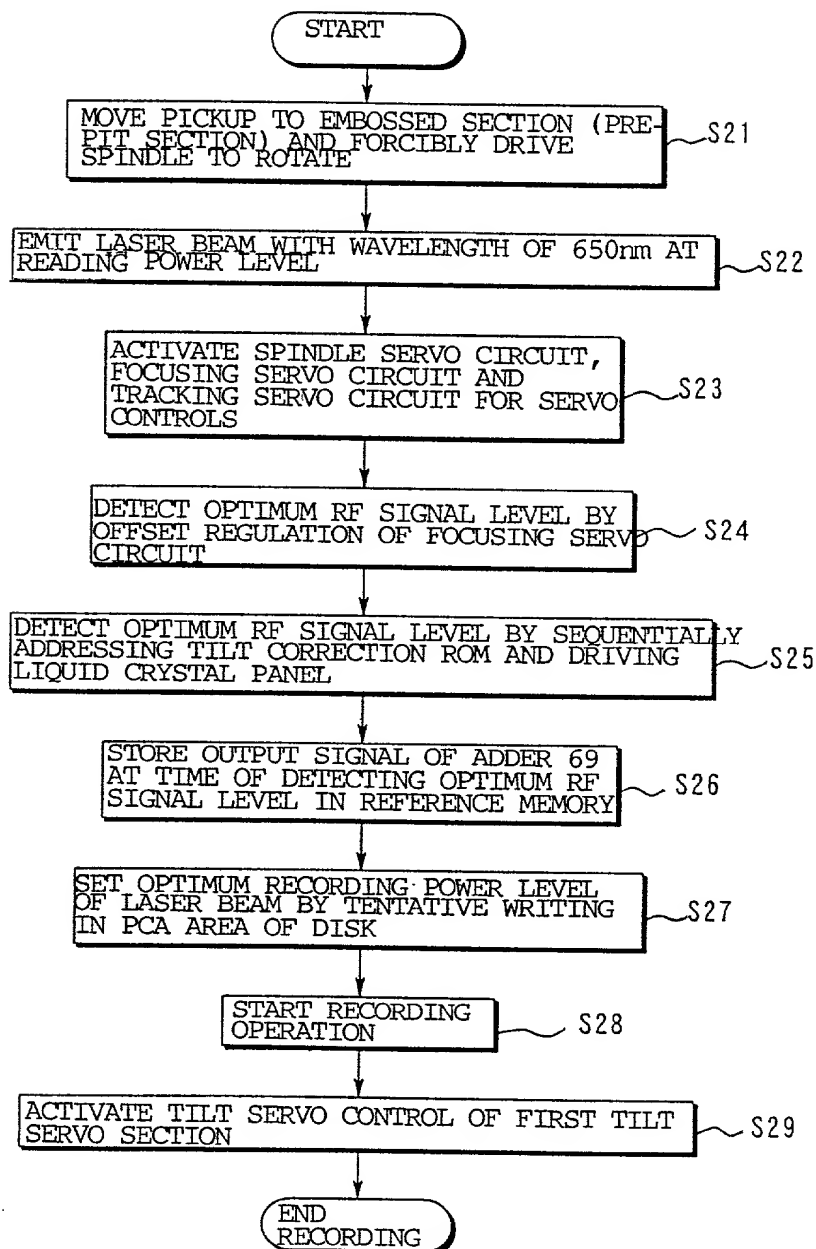 START
MOVE PICKUP TO EMBOSSED SECTION (PRE-
PIT SECTION) AND FORCIBLY DRIVE
SPINDLE TO ROTATE
S21
EMIT LASER BEAM WITH WAVELENGTH OF 650nm AT
READING POWER LEVEL
S22
ACTIVATE SPINDLE SERVO CIRCUIT,
FOCUSING SERVO CIRCUIT AND
TRACKING SERVO CIRCUIT FOR SERVO
CONTROLS
S23
DETECT OPTIMUM RF SIGNAL LEVEL BY
OFFSET REGULATION OF FOCUSING SERVO
CIRCUIT
S24
DETECT OPTIMUM RF SIGNAL LEVEL BY SEQUENTIALLY
ADDRESSING TILT CORRECTION ROM AND DRIVING
LIQUID CRYSTAL PANEL
S25
STORE OUTPUT SIGNAL OF ADDER 69
AT TIME OF DETECTING OPTIMUM RF
SIGNAL LEVEL IN REFERENCE MEMORY
S26
SET OPTIMUM RECORDING POWER LEVEL
OF LASER BEAM BY TENTATIVE WRITING
IN PCA AREA OF DISK
S27
START RECORDING
OPERATION
S28
ACTIVATE TILT SERVO CONTROL OF FIRST TILT
SERVO SECTION
S29
END
RECORDING